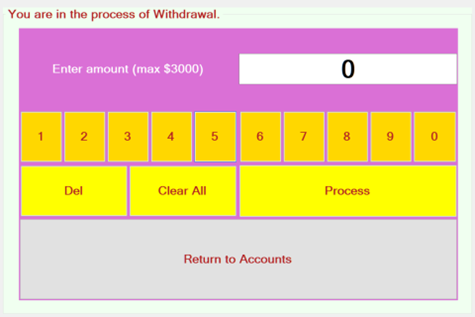 You are in the process of Withdrawal.
Enter amount (max $3000) 0
1 2 3 4 5 6 7 8 9 0
Del Clear All Process
Return to Accounts